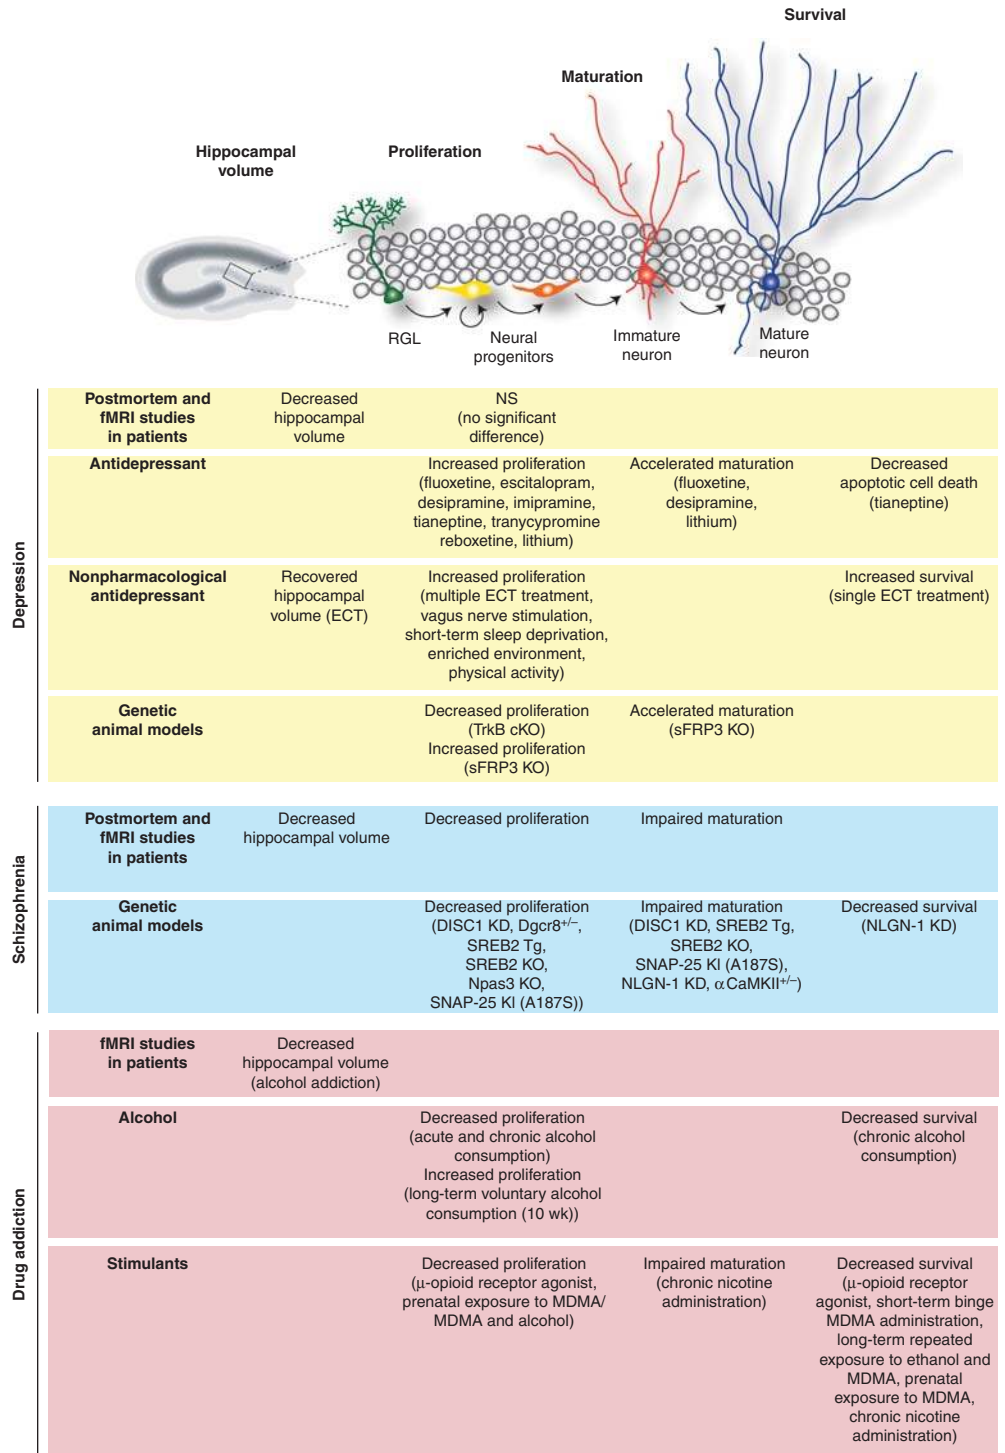 Survival
Maturation
Hippocampal
volume
Proliferation
RGL
Neural
progenitors
Immature
neuron
Mature
neuron
Depression
Postmortem and
fMRI studies
in patients
Decreased
hippocampal
volume
NS
(no significant
difference)
Antidepressant
Increased proliferation
(fluoxetine, escitalopram,
desipramine, imipramine,
tianeptine, tranycypromine
reboxetine, lithium)
Accelerated maturation
(fluoxetine,
desipramine,
lithium)
Decreased
apoptotic cell death
(tianeptine)
Nonpharmacological
antidepressant
Recovered
hippocampal
volume (ECT)
Increased proliferation
(multiple ECT treatment,
vagus nerve stimulation,
short-term sleep deprivation,
enriched environment,
physical activity)
Increased survival
(single ECT treatment)
Genetic
animal models
Decreased proliferation
(TrkB cKO)
Increased proliferation
(sFRP3 KO)
Accelerated maturation
(sFRP3 KO)
Schizophrenia
Postmortem and
fMRI studies
in patients
Decreased
hippocampal volume
Decreased proliferation
Impaired maturation
Genetic
animal models
Decreased proliferation
(DISC1 KD, Dgcr8+/–,
SREB2 Tg,
SREB2 KO,
Npas3 KO,
SNAP-25 KI (A187S))
Impaired maturation
(DISC1 KD, SREB2 Tg,
SREB2 KO,
SNAP-25 KI (A187S),
NLGN-1 KD, αCaMKII+/–)
Decreased survival
(NLGN-1 KD)
Drug addiction
fMRI studies
in patients
Decreased
hippocampal volume
(alcohol addiction)
Alcohol
Decreased proliferation
(acute and chronic alcohol
consumption)
Increased proliferation
(long-term voluntary alcohol
consumption (10 wk))
Decreased survival
(chronic alcohol
consumption)
Stimulants
Decreased proliferation
(μ-opioid receptor agonist,
prenatal exposure to MDMA/
MDMA and alcohol)
Impaired maturation
(chronic nicotine
administration)
Decreased survival
(μ-opioid receptor
agonist, short-term binge
MDMA administration,
long-term repeated
exposure to ethanol and
MDMA, prenatal
exposure to MDMA,
chronic nicotine
administration)